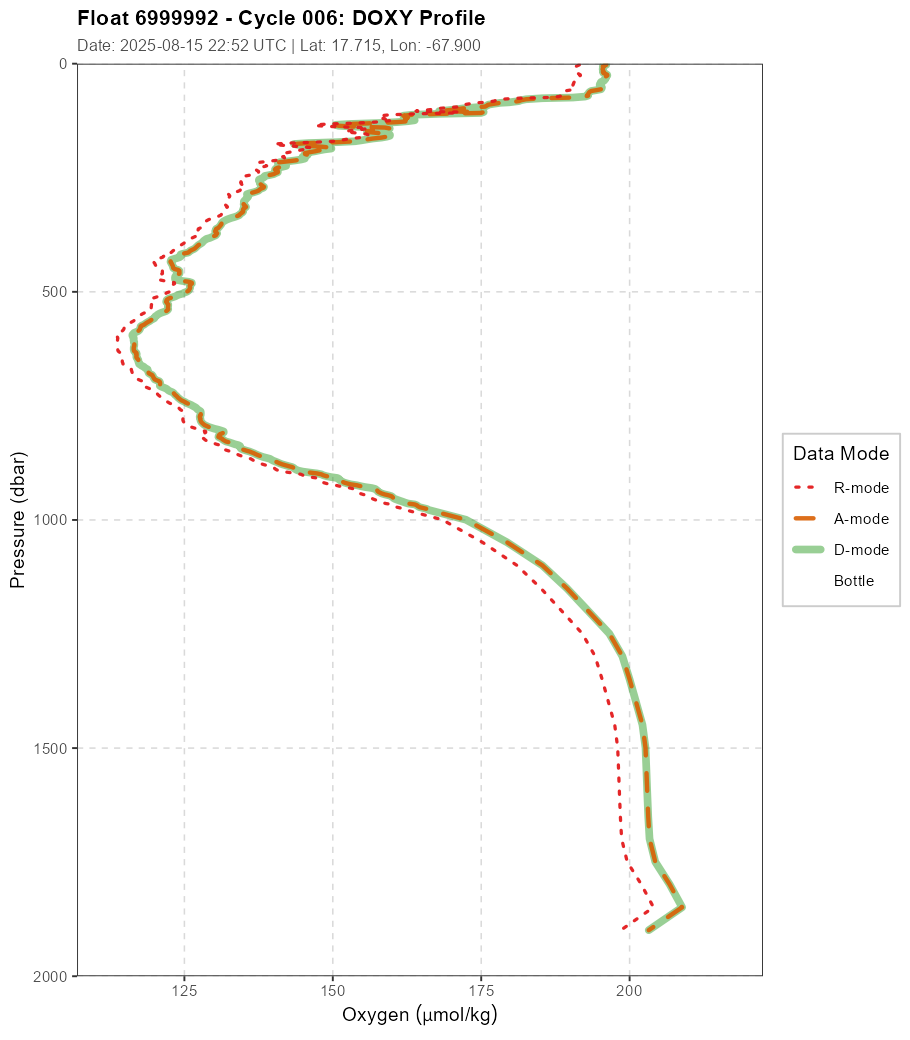 Float 6999992 - Cycle 006: DOXY Profile
Date: 2025-08-15 22:52 UTC | Lat: 17.715, Lon: -67.900
0
500
1000
1500
2000
Pressure (dbar)
125
150
175
200
Oxygen (μmol/kg)
Data Mode
R-mode
A-mode
D-mode
Bottle